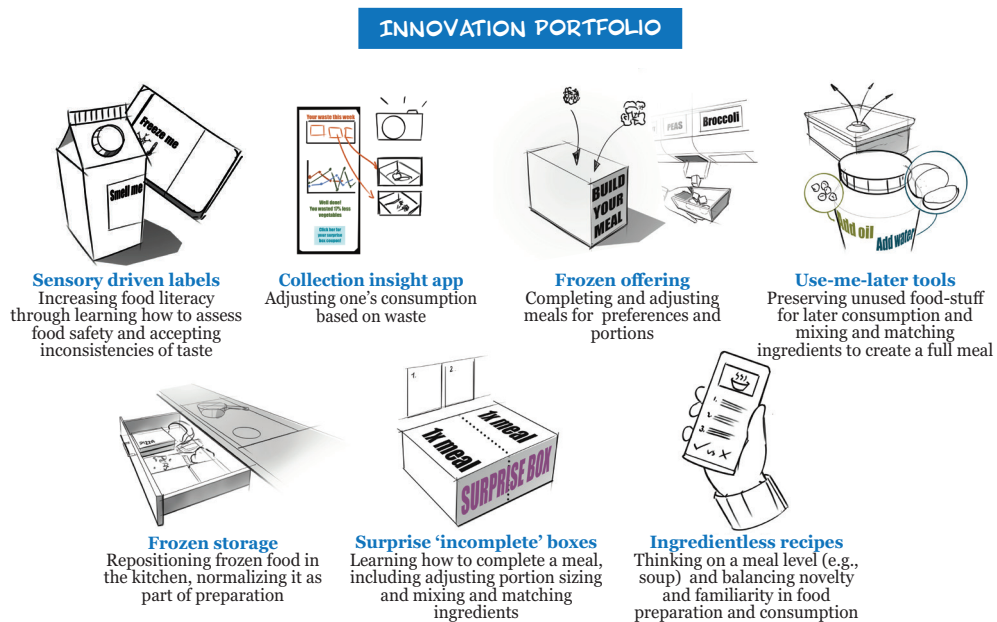 INNOVATION PORTFOLIO
Freeze me
Smell me
Sensory driven labels
Increasing food literacy
through learning how to assess
food safety and accepting
inconsistencies of taste
Your waste this week
Well done!
You wasted 17% less
vegetables
Click her for
your surprise
box coupon!
Collection insight app
Adjusting one's consumption
based on waste
BUILD
YOUR
MEAL
PEAS
Broccoli
Frozen offering
Completing and adjusting
meals for preferences and
portions
Add oil
Add water
Use-me-later tools
Preserving unused food-stuff
for later consumption and
mixing and matching
ingredients to create a full meal
Pizza
Frozen storage
Repositioning frozen food in
the kitchen, normalizing it as
part of preparation
1.
2.
1x meal
1x meal
SURPRISE BOX
Surprise ‘incomplete’ boxes
Learning how to complete a meal,
including adjusting portion sizing
and mixing and matching
ingredients
1.
2.
3.
Ingredientless recipes
Thinking on a meal level (e.g.,
soup) and balancing novelty
and familiarity in food
preparation and consumption